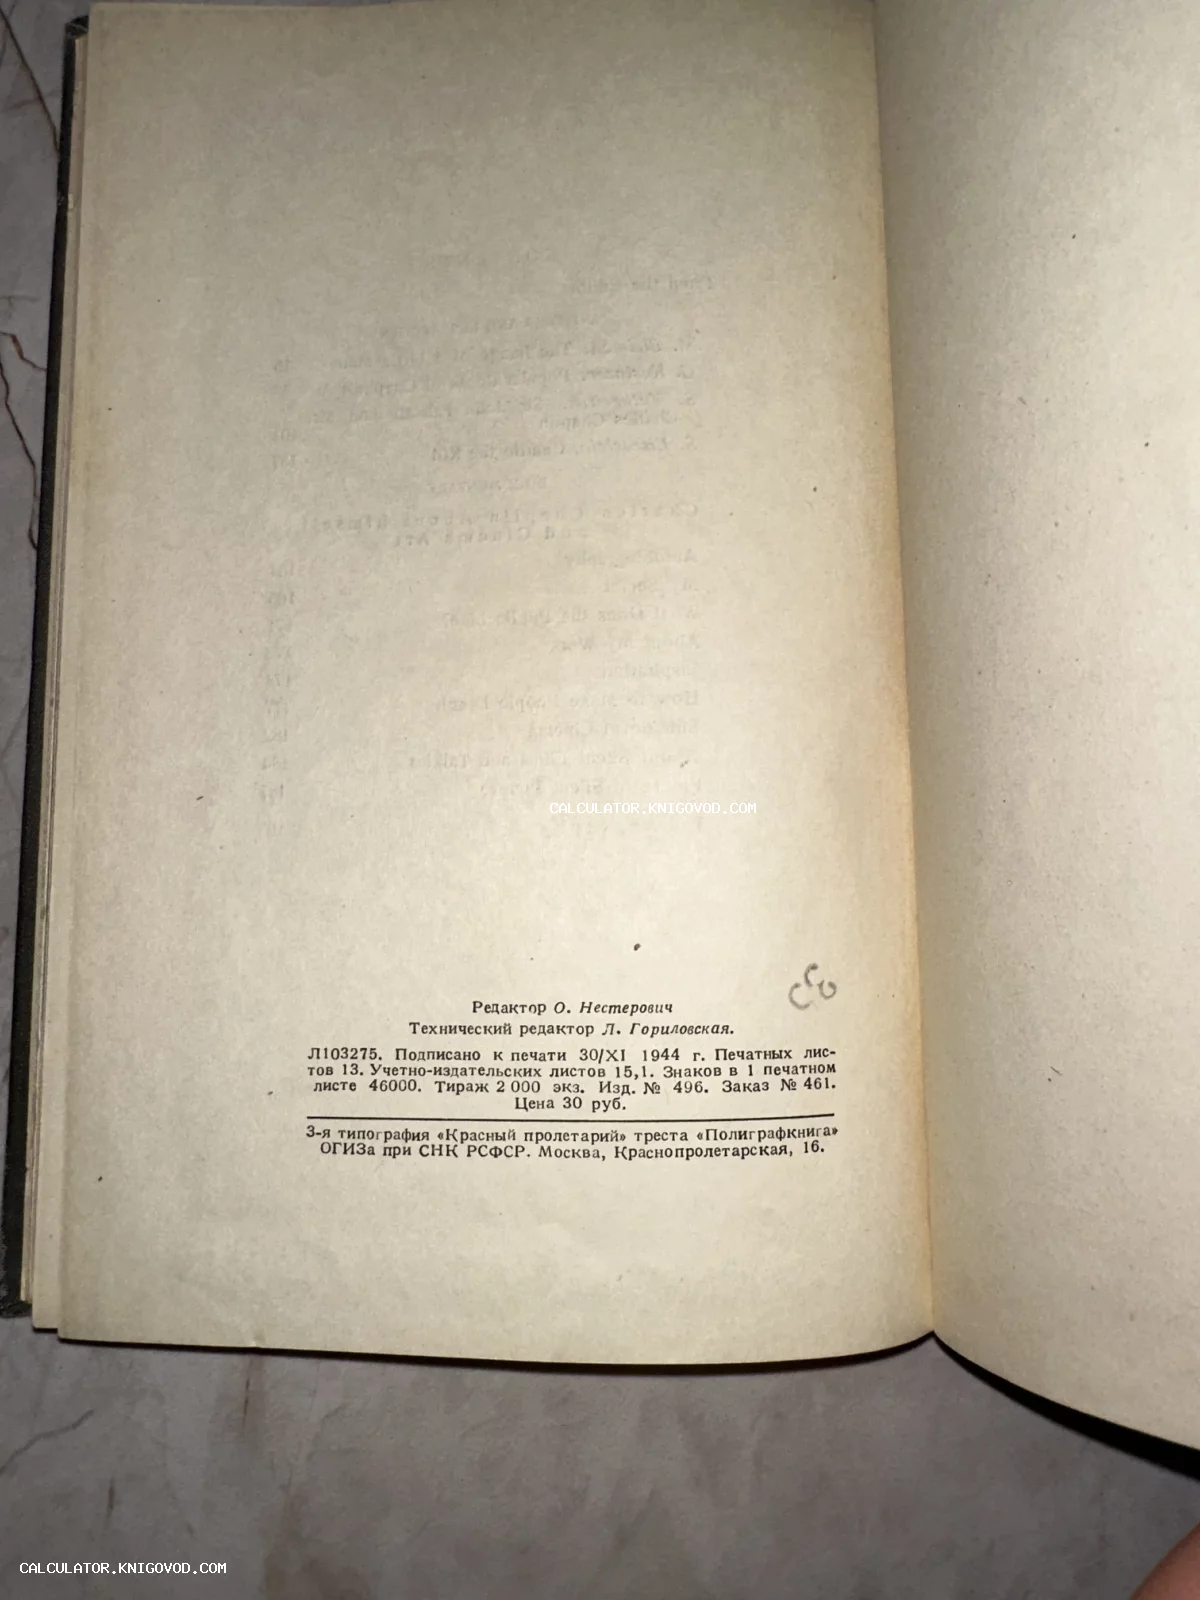 CALCULATOR.KNIGOVOD.COM
Редактор О. Нестерович
Технический редактор Л. Гориловская.
Л103275. Подписано к печати 30/XI 1944 г. Печатных лис-
тов 13. Учетно-издательских листов 15,1. Знаков в 1 печатном
листе 46000. Тираж 2 000 экз. Изд. № 496. Заказ № 461.
Цена 30 руб.
3-я типография «Красный пролетарий» треста «Полиграфкнига»
ОГИЗа при СНК РСФСР. Москва, Краснопролетарская, 16.
CALCULATOR.KNIGOVOD.COM